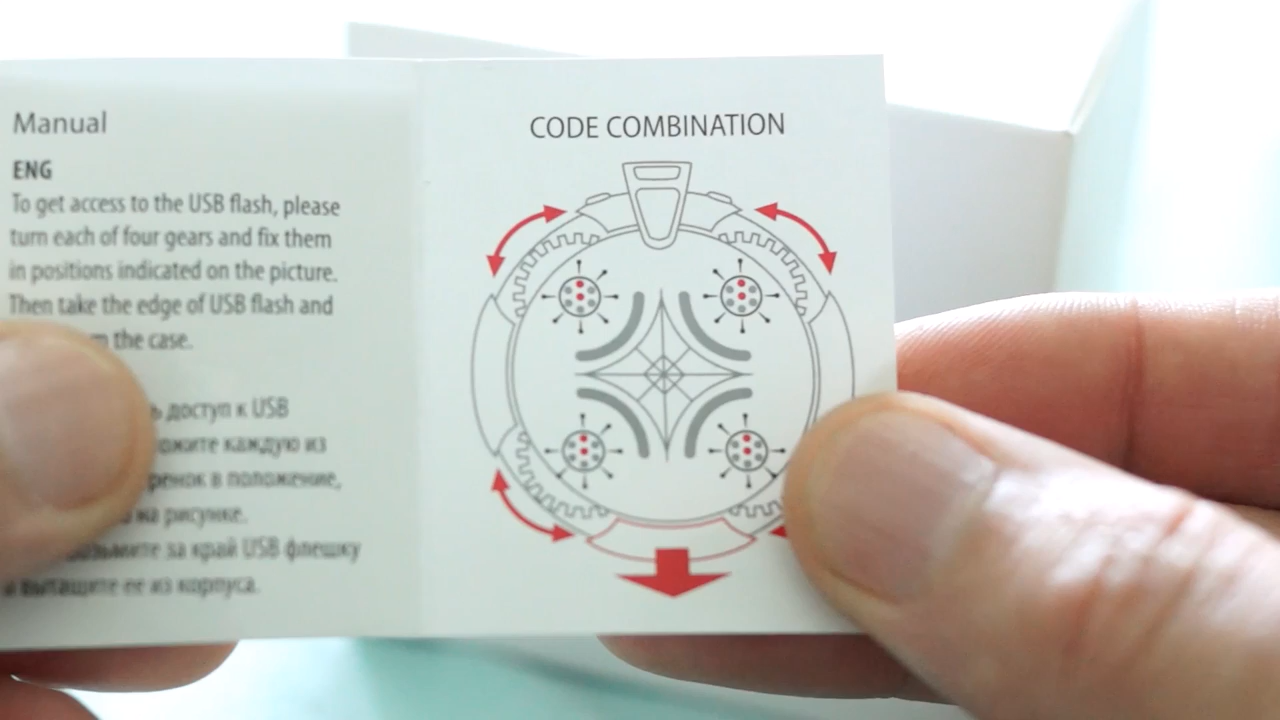 Manual
ENG
To get access to the USB flash, please
turn each of four gears and fix them
in positions indicated on the picture.
Then take the edge of USB flash and
the case.
доступ к USB
каждую из
в положение,
на рисунке.
за край USB флешку
и вытащите ее из корпуса.
CODE COMBINATION